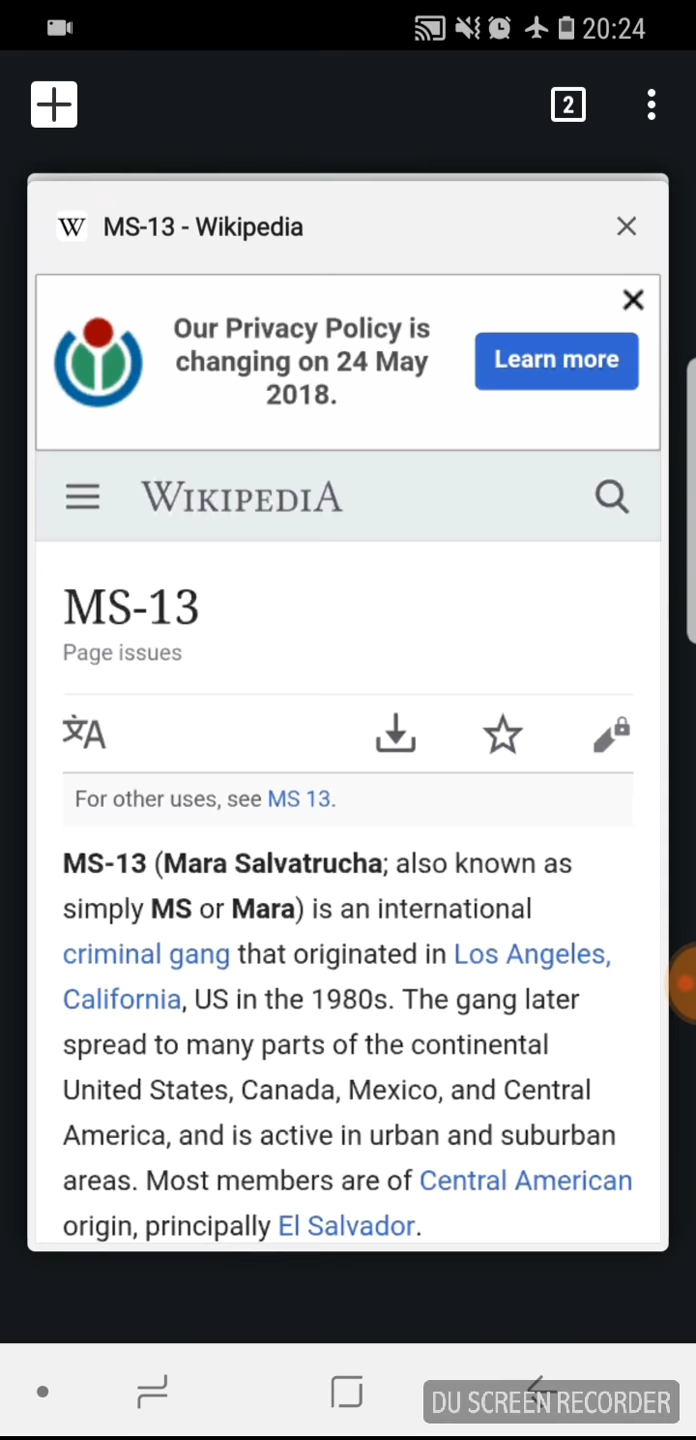 20:24
2
W MS-13 - Wikipedia
Our Privacy Policy is
changing on 24 May
2018.
Learn more
WIKIPEDIA
MS-13
Page issues
文A
For other uses, see MS 13.
MS-13 (Mara Salvatrucha; also known as
simply MS or Mara) is an international
criminal gang that originated in Los Angeles,
California, US in the 1980s. The gang later
spread to many parts of the continental
United States, Canada, Mexico, and Central
America, and is active in urban and suburban
areas. Most members are of Central American
origin, principally El Salvador.
DU SCREEN RECORDER